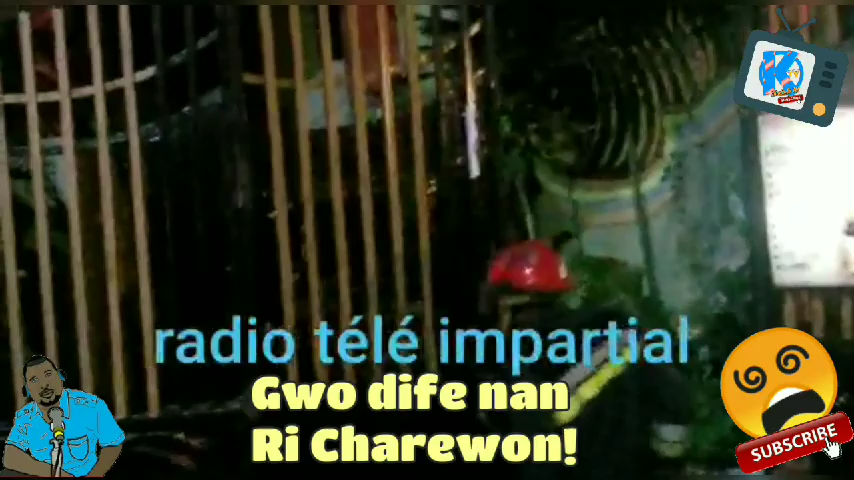 radio télé impartial
Gwo dife nan
Ri Charewon!
SUBSCRIBE